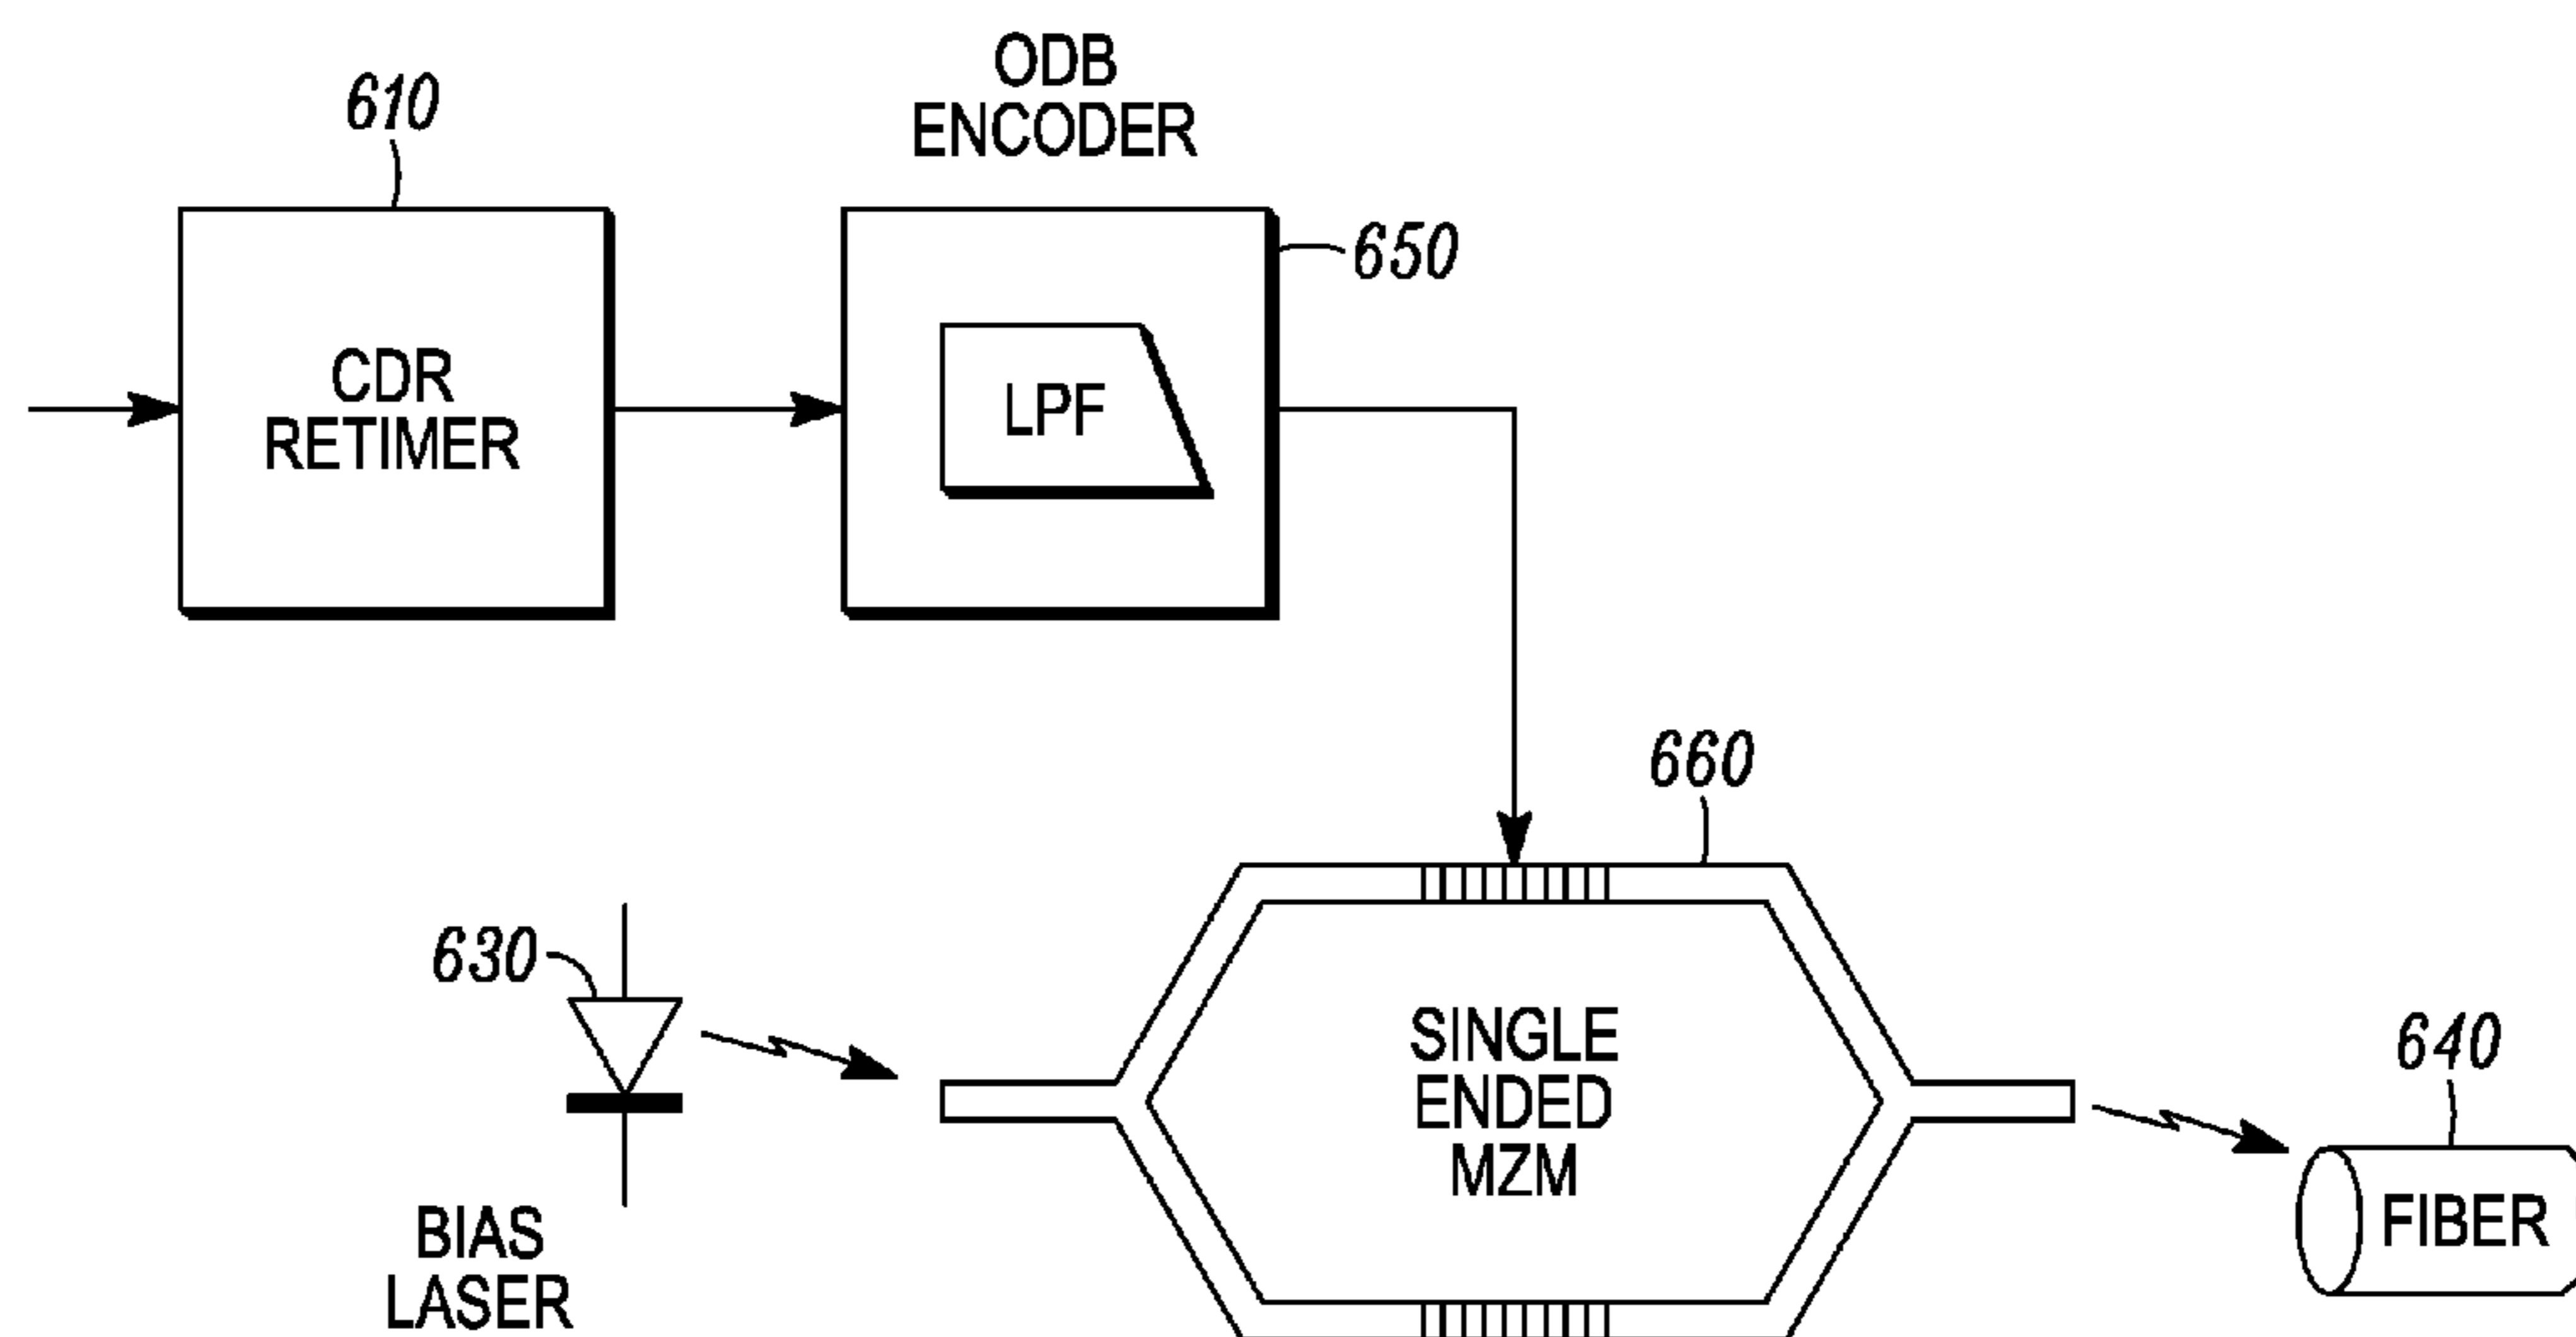 610
ODB
ENCODER
650
CDR
RETIMER
LPF
660
630
SINGLE
ENDED
MZM
640
FIBER
BIAS
LASER